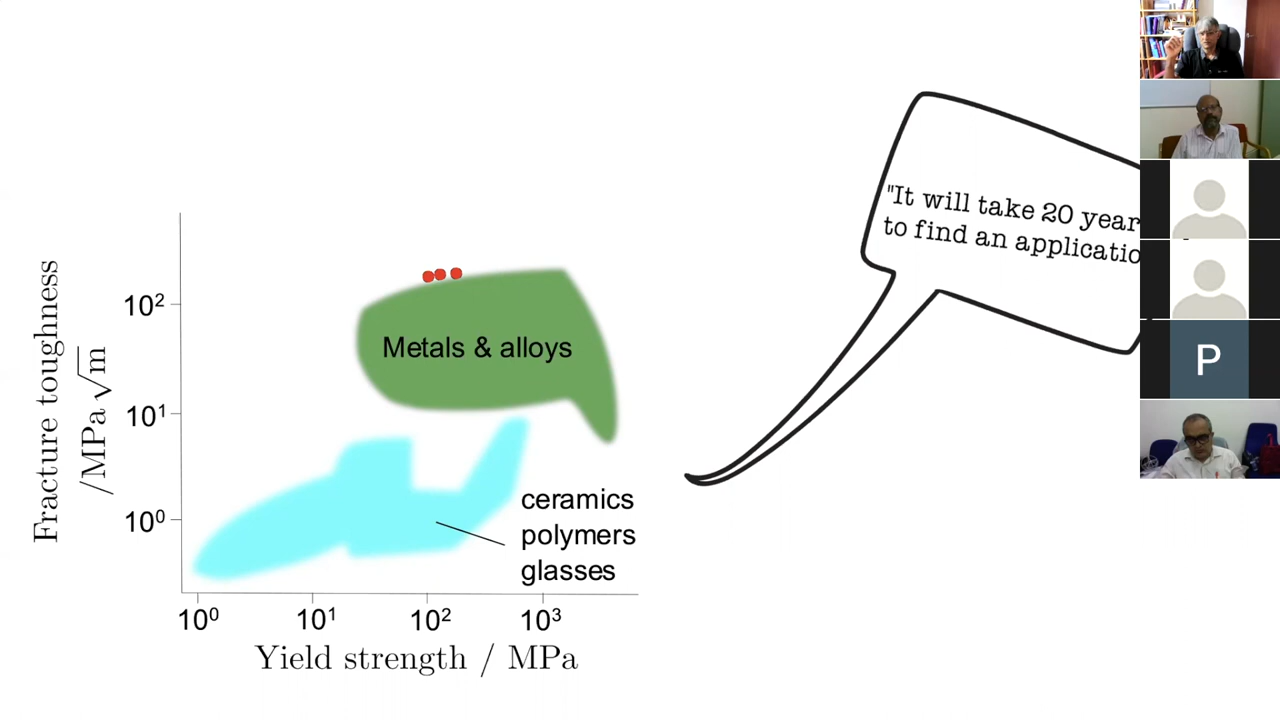 "It will take 20 year
to find an applicatio
Fracture toughness
/MPa √m
10²
10¹
10⁰
Metals & alloys
ceramics
polymers
glasses
10⁰ 10¹ 10² 10³
Yield strength / MPa
P